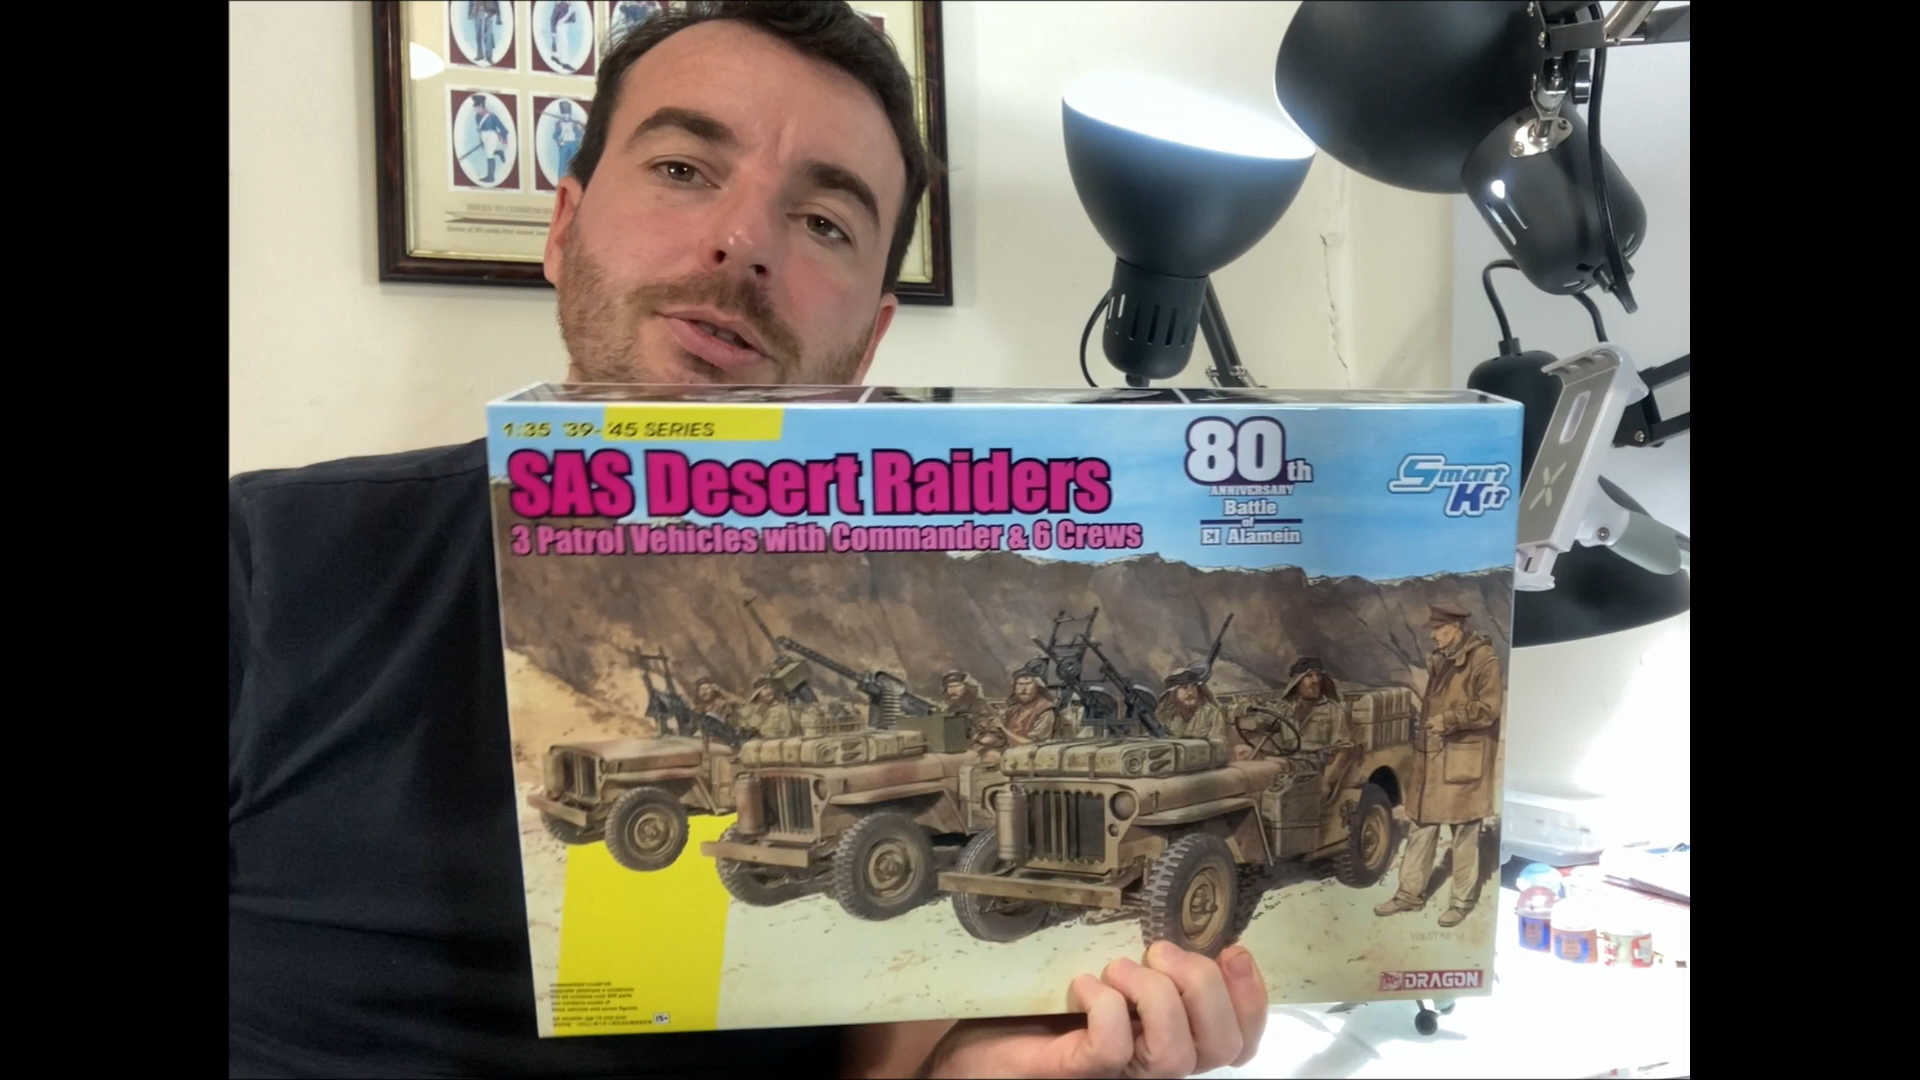 1:35 '39-'45 SERIES
SAS Desert Raiders
3 Patrol Vehicles with Commander & 6 Crews
80th
ANNIVERSARY
Battle
of
El Alamein
Smart
Kit
15+
DRAGON